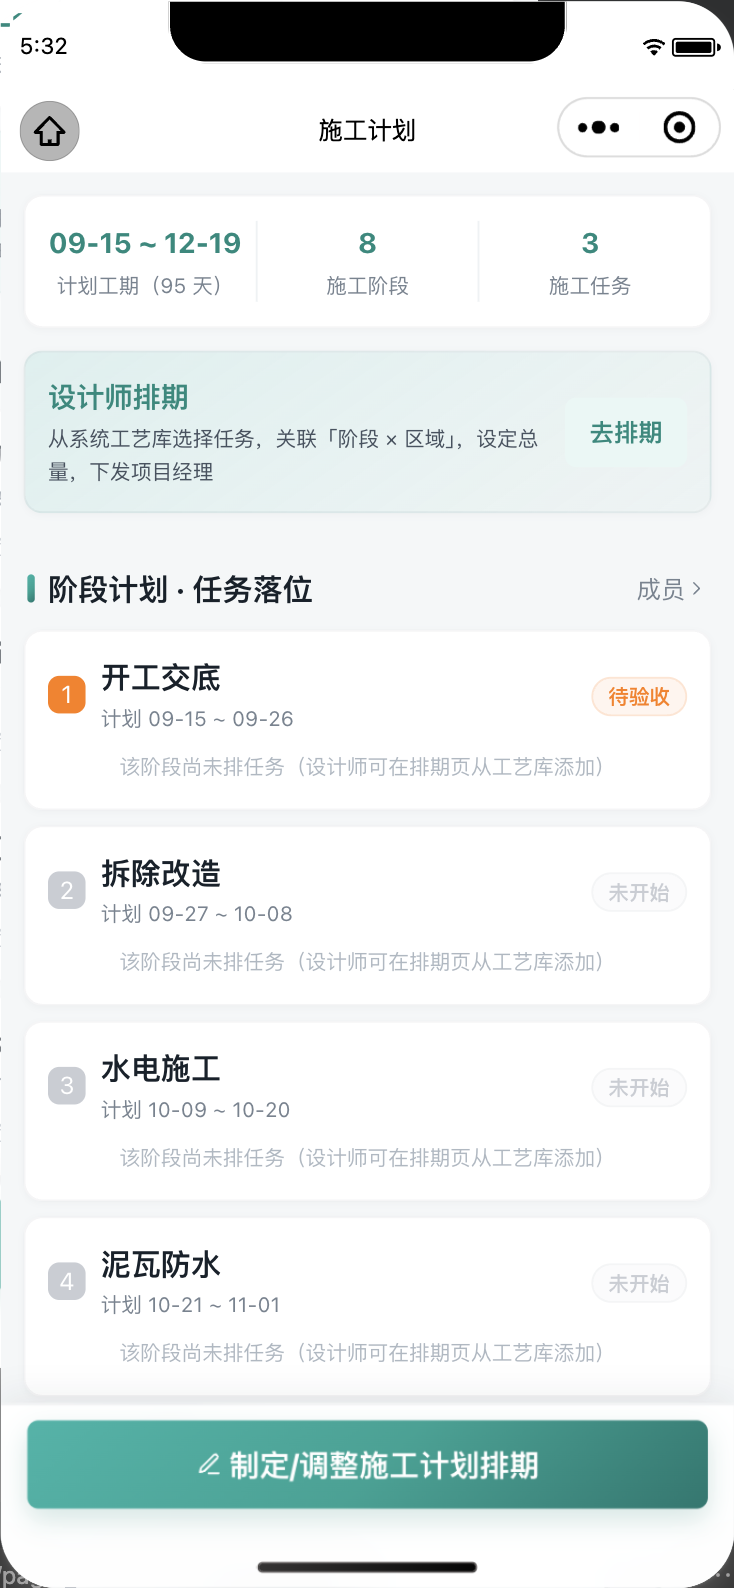 5:32
施工计划
09-15 ~ 12-19
计划工期（95 天）
8
施工阶段
3
施工任务
设计师排期
从系统工艺库选择任务，关联「阶段 × 区域」，设定总
量，下发项目经理
去排期
阶段计划 · 任务落位
成员
1
开工交底
计划 09-15 ~ 09-26
待验收
该阶段尚未排任务（设计师可在排期页从工艺库添加）
2
拆除改造
计划 09-27 ~ 10-08
未开始
该阶段尚未排任务（设计师可在排期页从工艺库添加）
3
水电施工
计划 10-09 ~ 10-20
未开始
该阶段尚未排任务（设计师可在排期页从工艺库添加）
4
泥瓦防水
计划 10-21 ~ 11-01
未开始
该阶段尚未排任务（设计师可在排期页从工艺库添加）
制定/调整施工计划排期